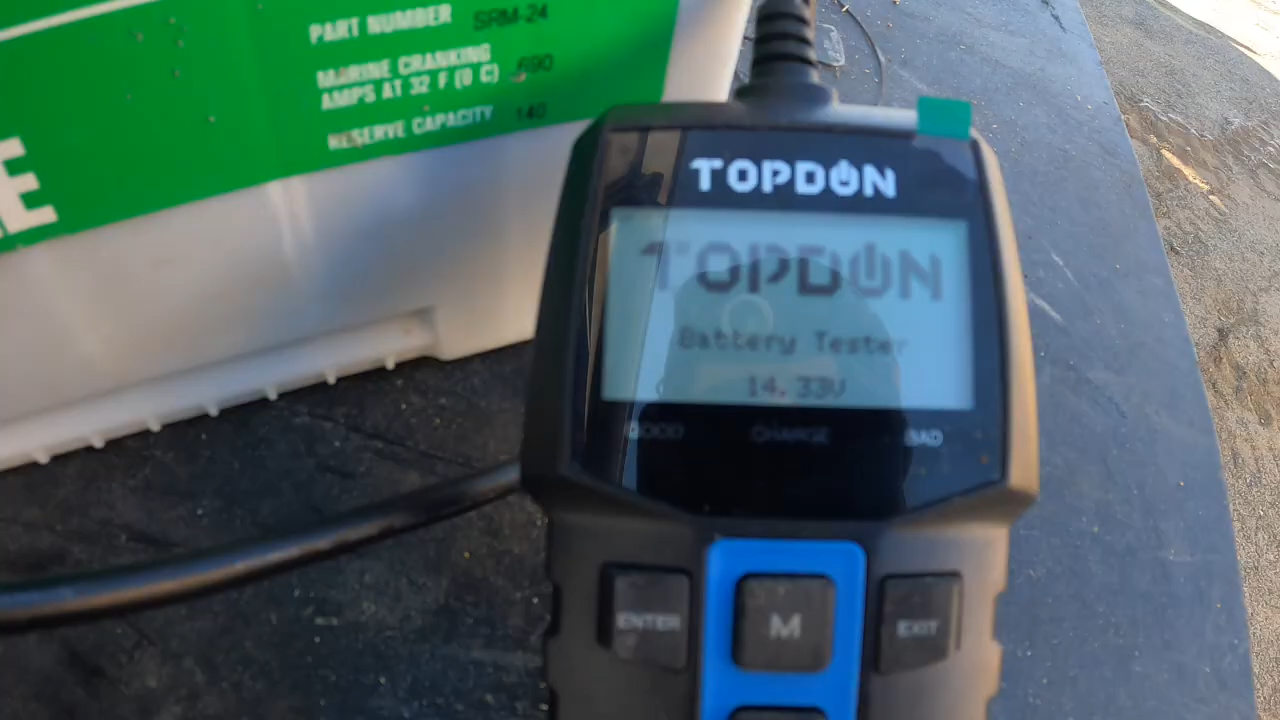 PART NUMBER SRM-24
MARINE CRANKING
AMPS AT 32 F (0 C) 690
RESERVE CAPACITY 140
TOPDON
TOPDON
Battery Tester
14.33V
GOOD CHARGE BAD
ENTER M EXIT